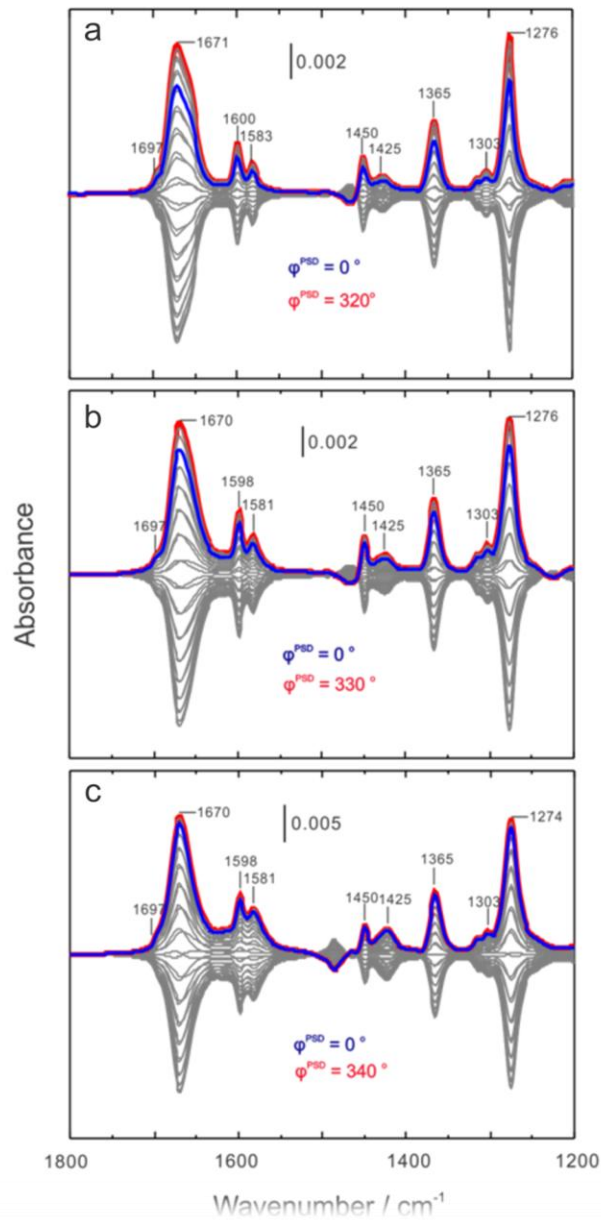 a
1671
0.002
1276
1697
1600
1583
1450
1425
1365
1303
φPSD = 0 °
φPSD = 320°
b
1670
0.002
1276
1697
1598
1581
1450
1425
1365
1303
φPSD = 0 °
φPSD = 330 °
Absorbance
c
1670
0.005
1274
1697
1598
1581
1450
1425
1365
1303
φPSD = 0 °
φPSD = 340 °
1800 1600 1400 1200
Wavenumber / cm-1